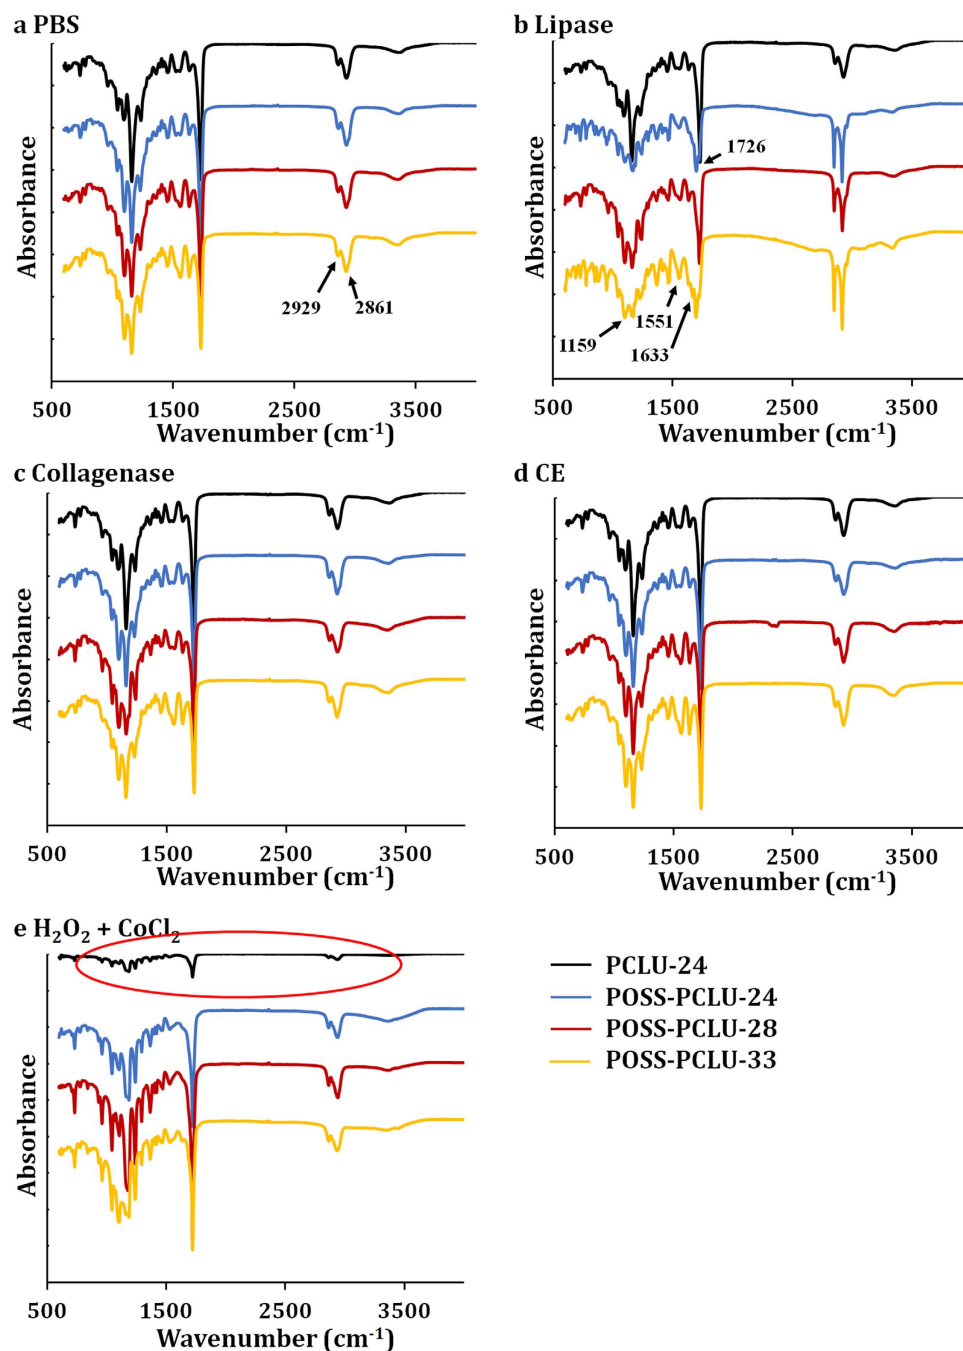 a PBS
Absorbance
2929
2861
500
1500
2500
3500
Wavenumber (cm⁻¹)
b Lipase
Absorbance
1726
1159
1551
1633
500
1500
2500
3500
Wavenumber (cm⁻¹)
c Collagenase
Absorbance
500
1500
2500
3500
Wavenumber (cm⁻¹)
d CE
Absorbance
500
1500
2500
3500
Wavenumber (cm⁻¹)
e H₂O₂ + CoCl₂
Absorbance
500
1500
2500
3500
Wavenumber (cm⁻¹)
PCLU-24
POSS-PCLU-24
POSS-PCLU-28
POSS-PCLU-33